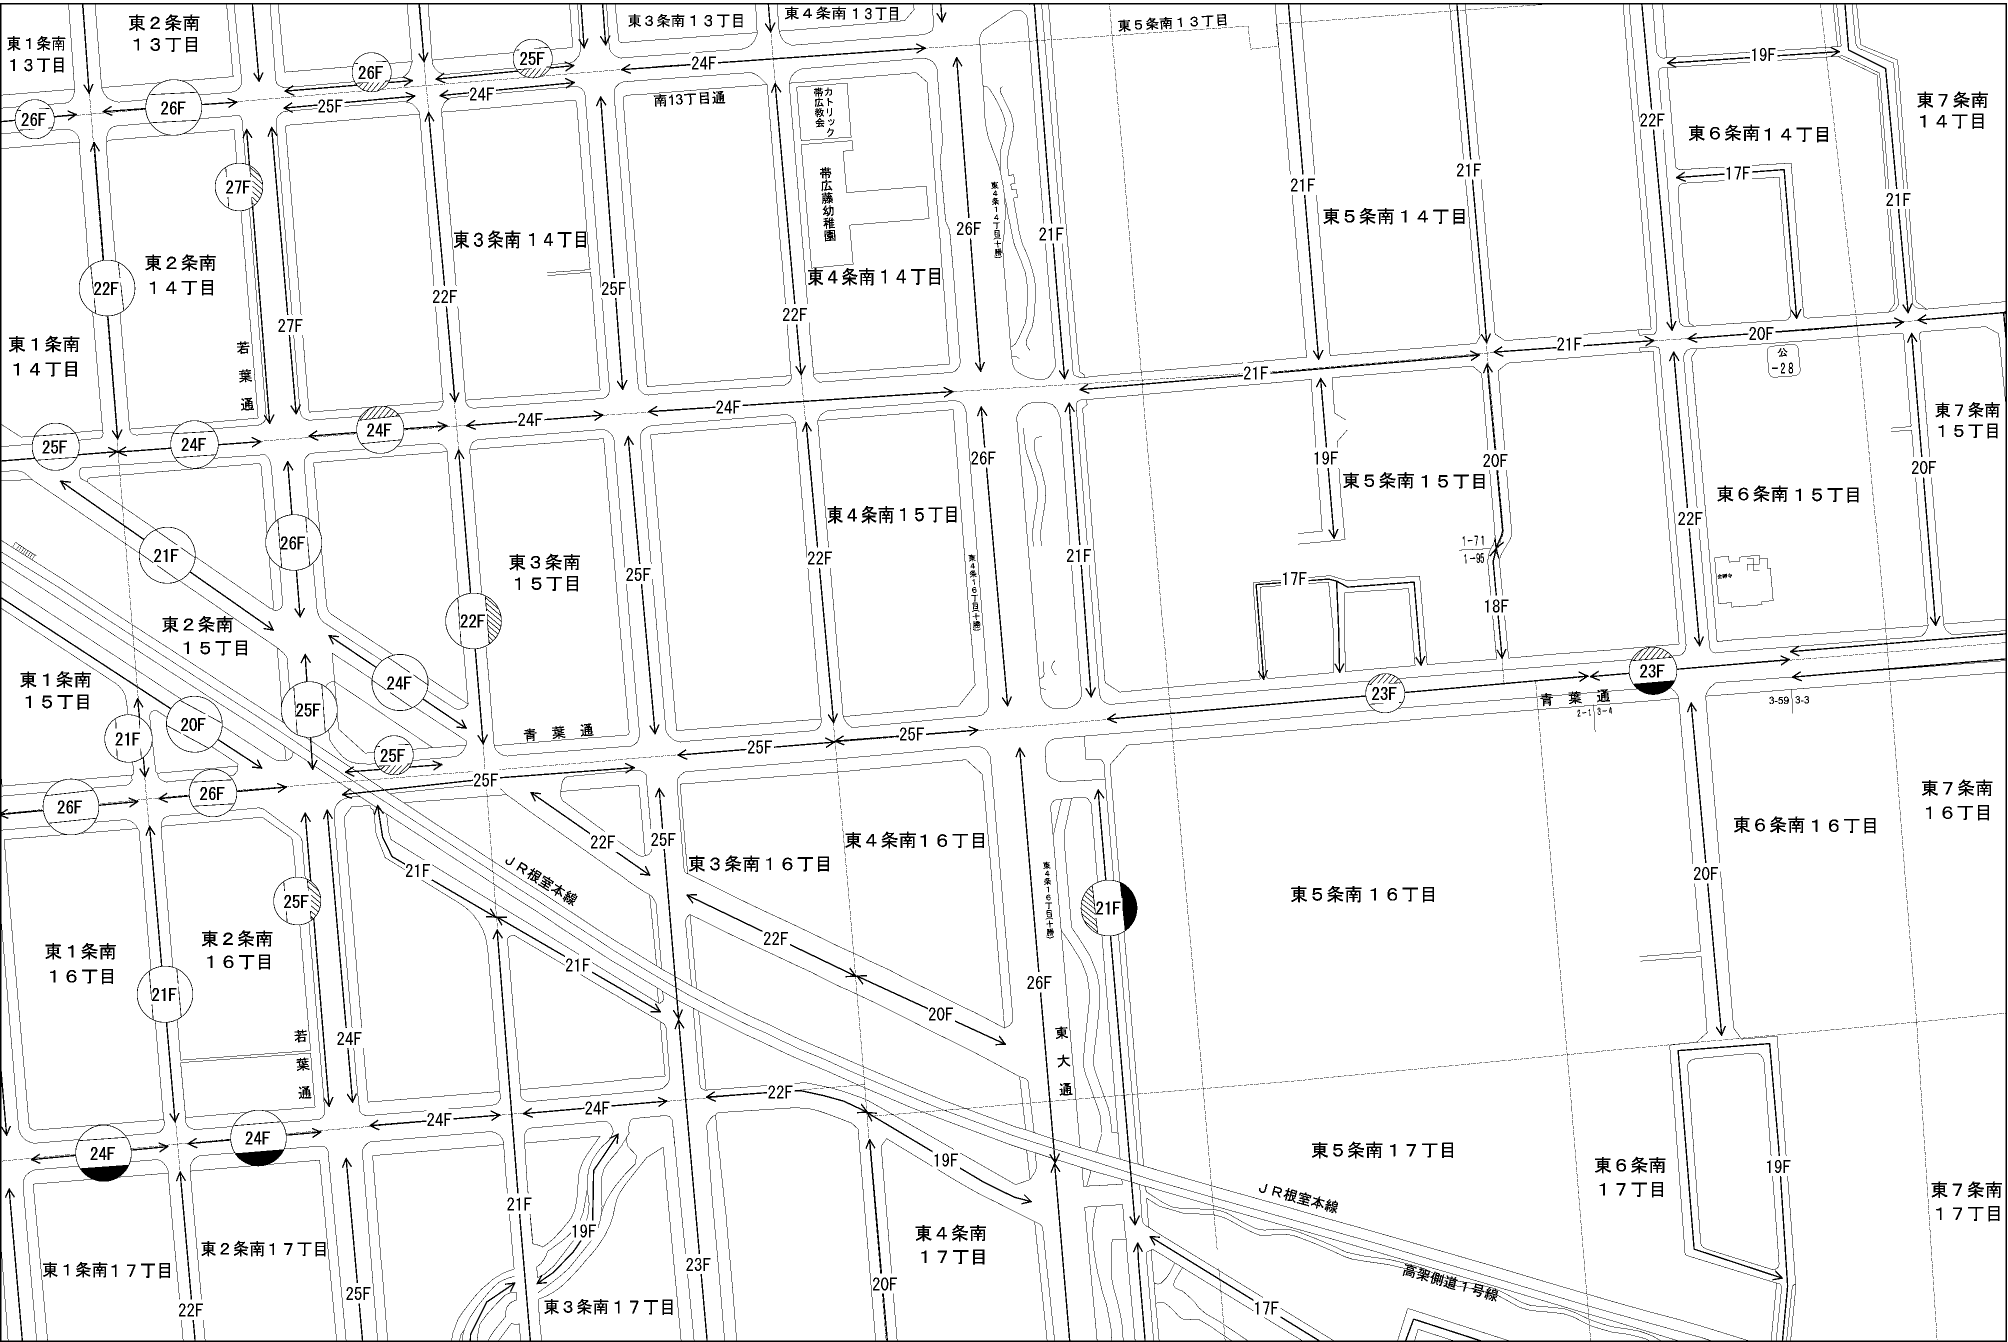 東２条南
１３丁目
東１条南
１３丁目
東３条南１３丁目
東４条南１３丁目
東５条南１３丁目
26F
26F
26F
25F
25F
24F
24F
19F
南13丁目通
カトリック
帯広教会
帯広藤幼稚園
東７条南
１４丁目
22F
東６条南１４丁目
17F
27F
21F
21F
21F
東５条南１４丁目
26F
21F
東３条南１４丁目
東２条南
１４丁目
22F
25F
22F
東４条南１４丁目
22F
27F
東１条南
１４丁目
若葉通
21F
20F
公
-28
21F
24F
24F
24F
24F
25F
東７条南
１５丁目
26F
19F
20F
20F
東５条南１５丁目
東６条南１５丁目
東４条南１５丁目
22F
21F
26F
21F
22F
25F
東３条南
１５丁目
1-71
1-95
17F
18F
22F
東２条南
１５丁目
東１条南
１５丁目
24F
25F
20F
21F
23F
23F
青葉通
2-1
3-4
3-59
3-3
青葉通
25F
25F
25F
25F
26F
26F
22F
25F
21F
ＪＲ根室本線
東３条南１６丁目
東４条南１６丁目
東４条１６丁目(十勝)
東６条南１６丁目
東７条南
１６丁目
20F
東５条南１６丁目
21F
25F
東２条南
１６丁目
東１条南
１６丁目
22F
21F
26F
20F
21F
24F
若葉通
東大通
22F
24F
24F
24F
24F
19F
東５条南１７丁目
東６条南
１７丁目
19F
東７条南
１７丁目
ＪＲ根室本線
21F
19F
東４条南
１７丁目
東２条南１７丁目
東１条南１７丁目
23F
20F
25F
22F
東３条南１７丁目
高架側道１号線
17F